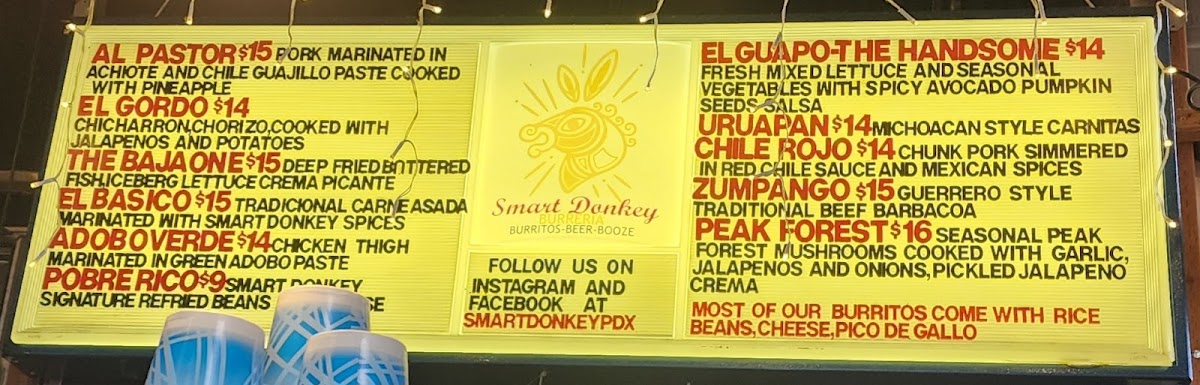 AL PASTOR $15 PORK MARINATED IN
ACHIOTE AND CHILE GUAJILLO PASTE COOKED
WITH PINEAPPLE
EL GORDO $14
CHICHARRON,CHORIZO,COOKED WITH
JALAPENOS AND POTATOES
THE BAJA ONE $15 DEEP FRIED BATTERED
FISH,ICEBERG LETTUCE CREMA PICANTE
EL BASICO $15 TRADICIONAL CARNE ASADA
MARINATED WITH SMART DONKEY SPICES
ADOBO VERDE $14 CHICKEN THIGH
MARINATED IN GREEN ADOBO PASTE
POBRE RICO $9 SMART DONKEY
SIGNATURE REFRIED BEANS
Smart Donkey
BURRERIA
BURRITOS-BEER-BOOZE
FOLLOW US ON
INSTAGRAM AND
FACEBOOK AT
SMARTDONKEYPDX
EL GUAPO-THE HANDSOME $14
FRESH MIXED LETTUCE AND SEASONAL
VEGETABLES WITH SPICY AVOCADO PUMPKIN
SEEDS SALSA
URUAPAN $14 MICHOACAN STYLE CARNITAS
CHILE ROJO $14 CHUNK PORK SIMMERED
IN RED CHILE SAUCE AND MEXICAN SPICES
ZUMPANGO $15 GUERRERO STYLE
TRADITIONAL BEEF BARBACOA
PEAK FOREST $16 SEASONAL PEAK
FOREST MUSHROOMS COOKED WITH GARLIC,
JALAPENOS AND ONIONS, PICKLED JALAPENO
CREMA
MOST OF OUR BURRITOS COME WITH RICE
BEANS,CHEESE,PICO DE GALLO